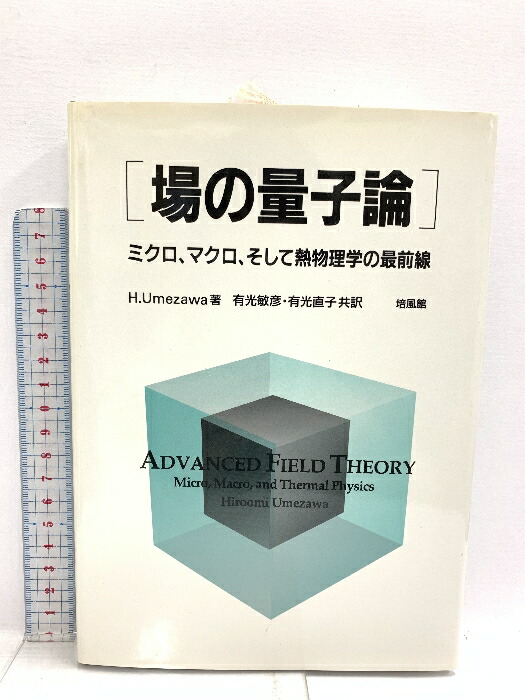 [場の量子論]
ミクロ、マクロ、そして熱物理学の最前線
H.Umezawa著 有光敏彦・有光直子共訳 培風館
ADVANCED FIELD THEORY
Micro, Macro, and Thermal Physics
Hiroomi Umezawa